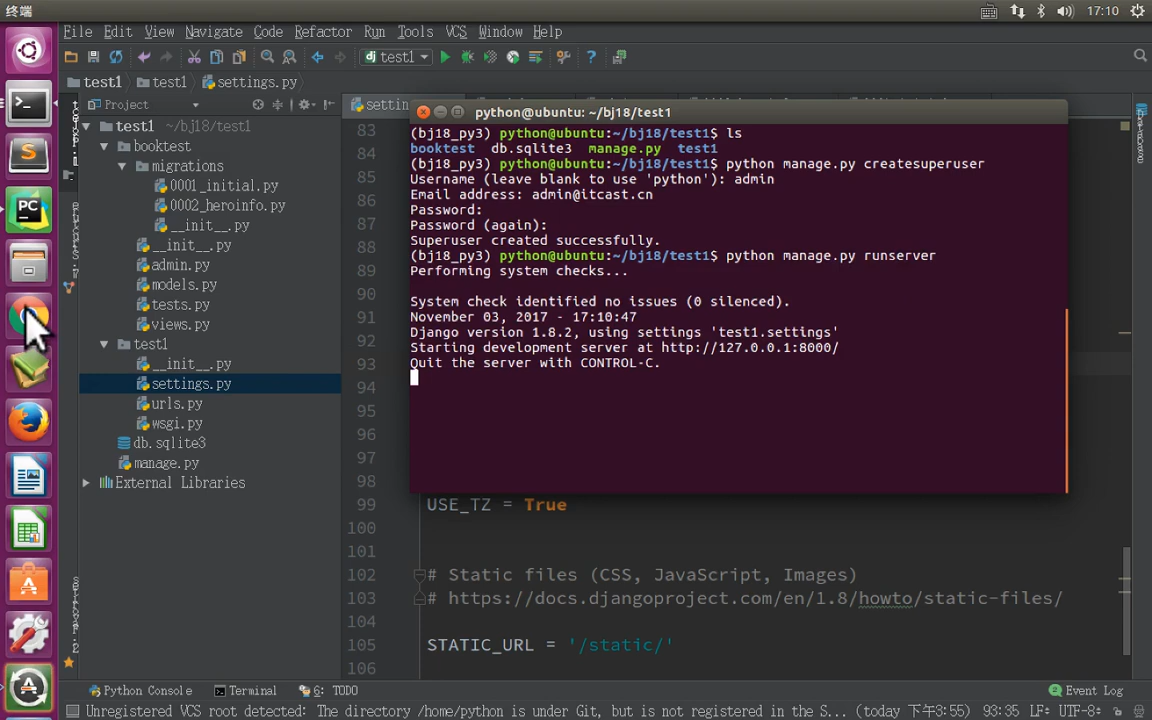 终端
17:10
File Edit View Navigate Code Refactor Run Tools VCS Window Help
dj test1
test1 test1 settings.py
Project
test1 ~/bj18/test1
booktest
migrations
0001_initial.py
0002_heroinfo.py
__init__.py
__init__.py
admin.py
models.py
tests.py
views.py
test1
__init__.py
settings.py
urls.py
wsgi.py
db.sqlite3
manage.py
External Libraries
settin
83
84
85
86
87
88
89
90
91
92
93
94
95
96
97
98
99 USE_TZ = True
100
101
102 # Static files (CSS, JavaScript, Images)
103 # https://docs.djangoproject.com/en/1.8/howto/static-files/
104
105 STATIC_URL = '/static/'
106
python@ubuntu: ~/bj18/test1
(bj18_py3) python@ubuntu:~/bj18/test1$ ls
booktest db.sqlite3 manage.py test1
(bj18_py3) python@ubuntu:~/bj18/test1$ python manage.py createsuperuser
Username (leave blank to use 'python'): admin
Email address: admin@itcast.cn
Password:
Password (again):
Superuser created successfully.
(bj18_py3) python@ubuntu:~/bj18/test1$ python manage.py runserver
Performing system checks...
System check identified no issues (0 silenced).
November 03, 2017 - 17:10:47
Django version 1.8.2, using settings 'test1.settings'
Starting development server at http://127.0.0.1:8000/
Quit the server with CONTROL-C.
Python Console Terminal 6: TODO Event Log
Unregistered VCS root detected: The directory /home/python is under Git, but is not registered in the S... (today 下午3:55) 93:35 LF÷ UTF-8÷